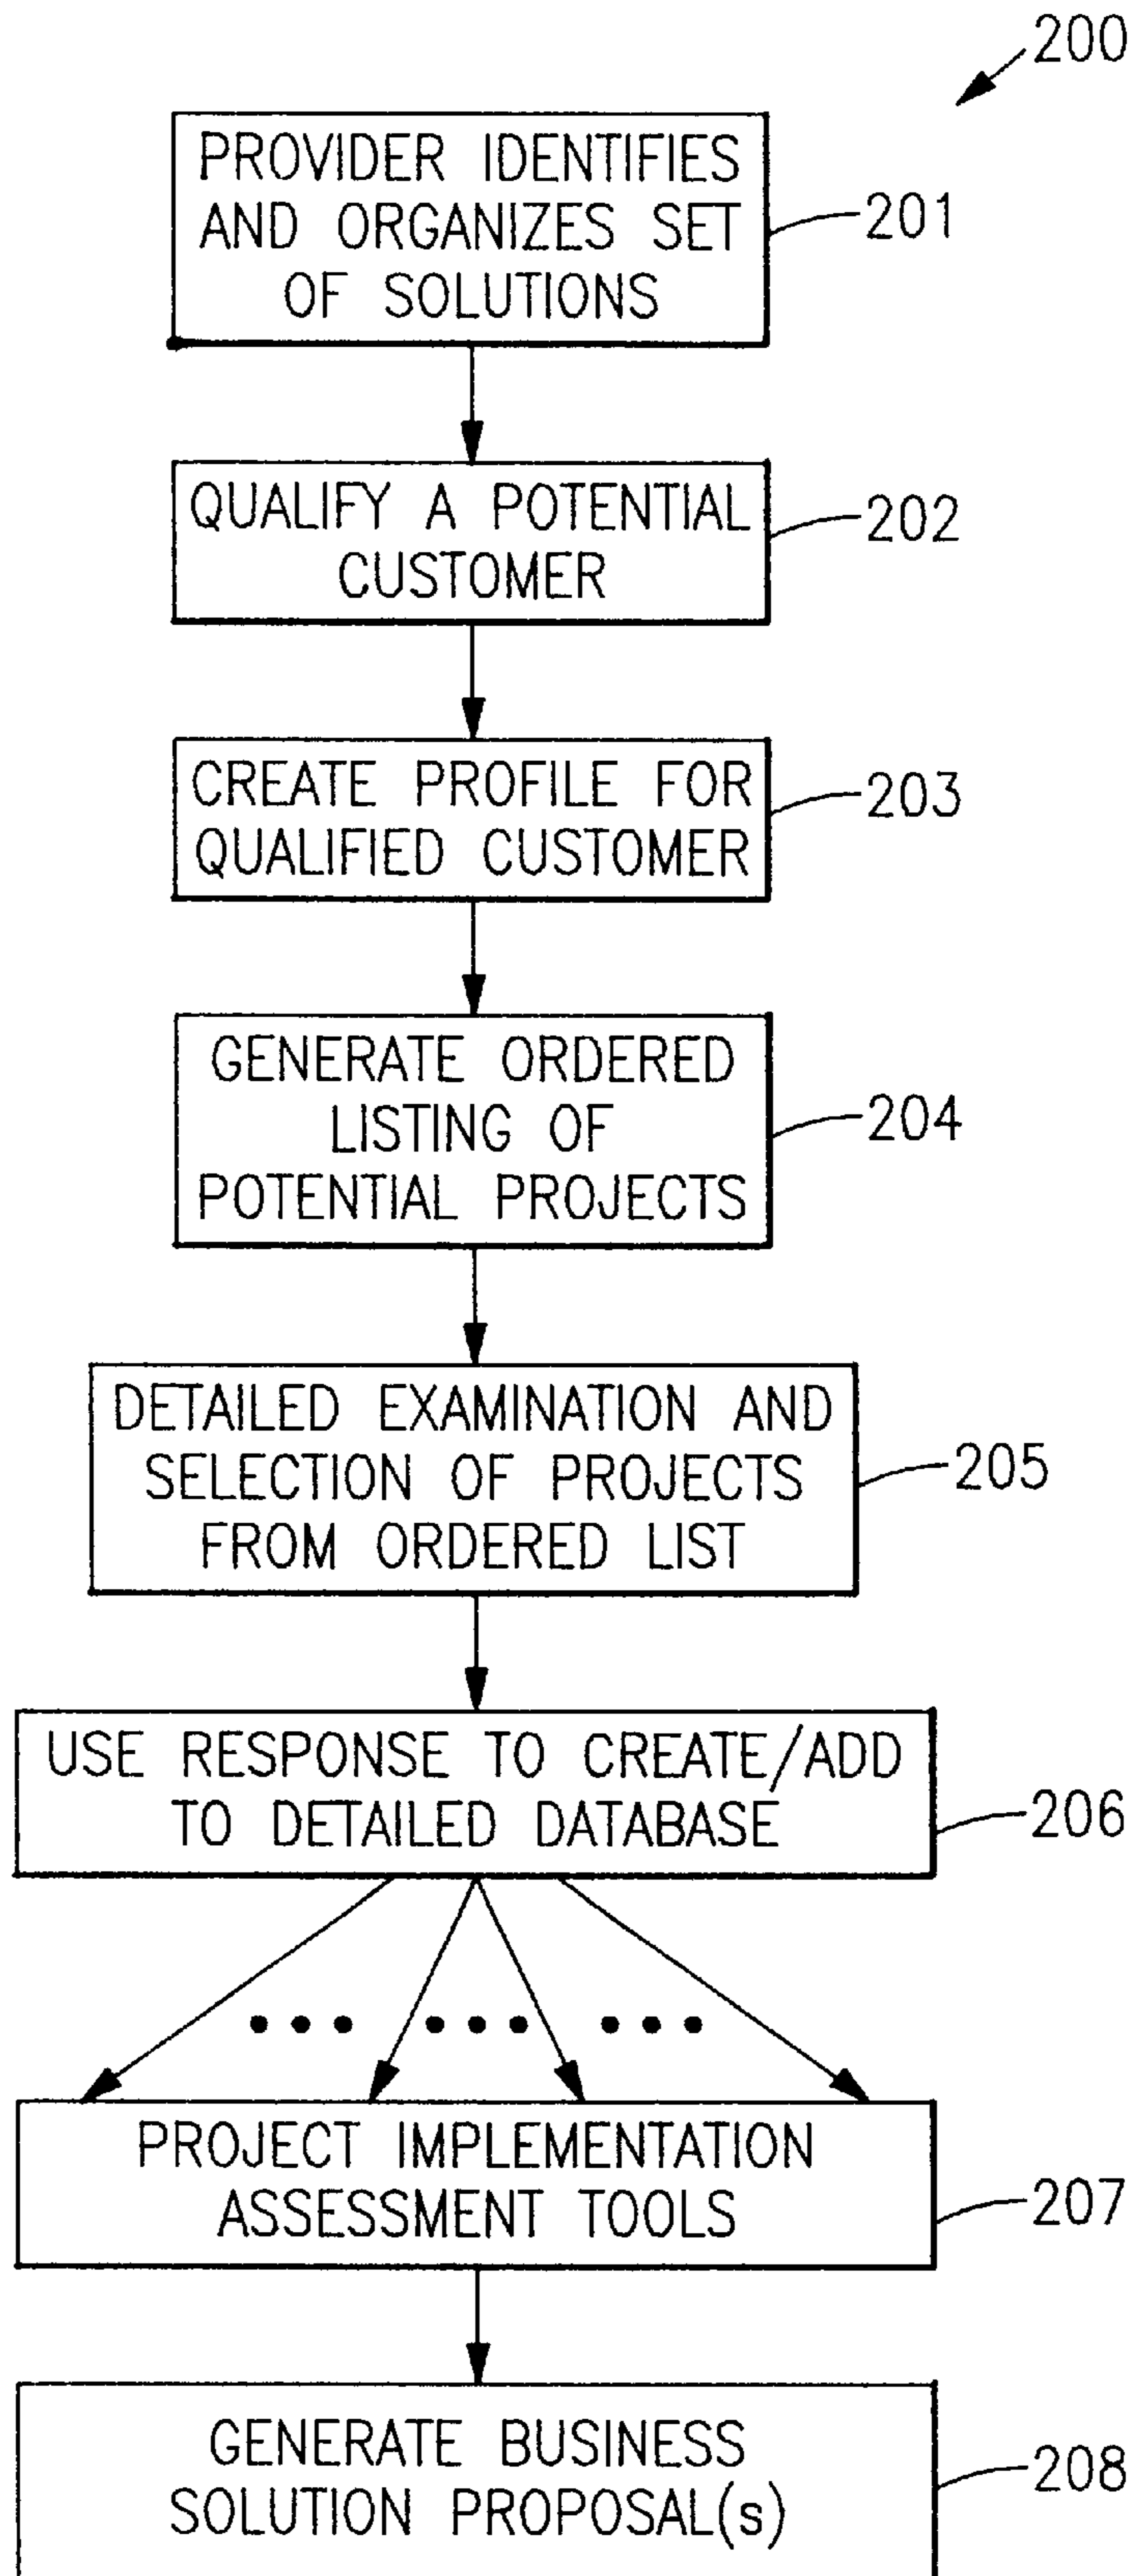 200
PROVIDER IDENTIFIES
AND ORGANIZES SET
OF SOLUTIONS
201
QUALIFY A POTENTIAL
CUSTOMER
202
CREATE PROFILE FOR
QUALIFIED CUSTOMER
203
GENERATE ORDERED
LISTING OF
POTENTIAL PROJECTS
204
DETAILED EXAMINATION AND
SELECTION OF PROJECTS
FROM ORDERED LIST
205
USE RESPONSE TO CREATE/ADD
TO DETAILED DATABASE
206
PROJECT IMPLEMENTATION
ASSESSMENT TOOLS
207
GENERATE BUSINESS
SOLUTION PROPOSAL(s)
208